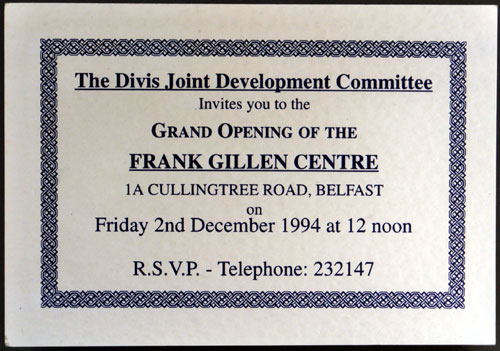 The Divis Joint Development Committee
Invites you to the
GRAND OPENING OF THE
FRANK GILLEN CENTRE
1A CULLINGTREE ROAD, BELFAST
on
Friday 2nd December 1994 at 12 noon
R.S.V.P. - Telephone: 232147